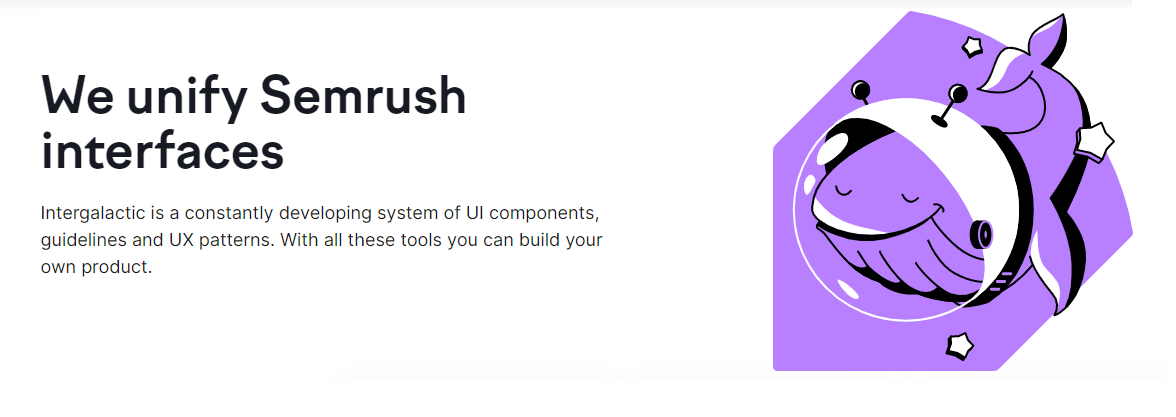 We unify Semrush
interfaces
Intergalactic is a constantly developing system of UI components,
guidelines and UX patterns. With all these tools you can build your
own product.